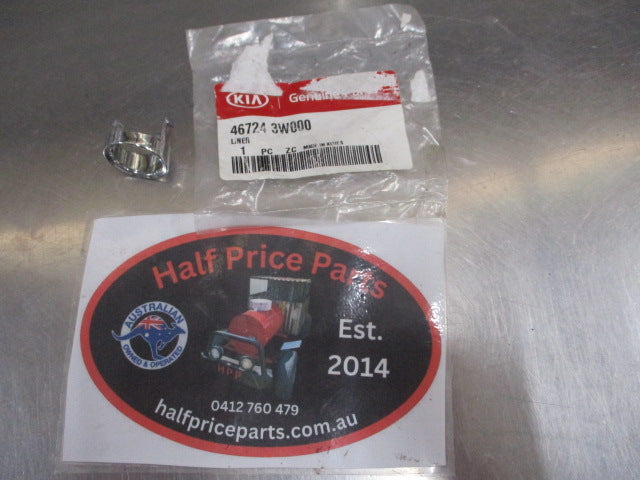 KIA Genuine
46724 3W000
LINER
1 PC ZC MADE IN KOREA
Half Price Parts
AUSTRALIAN
OWNED & OPERATED
Est.
2014
HPP
0412 760 479
halfpriceparts.com.au